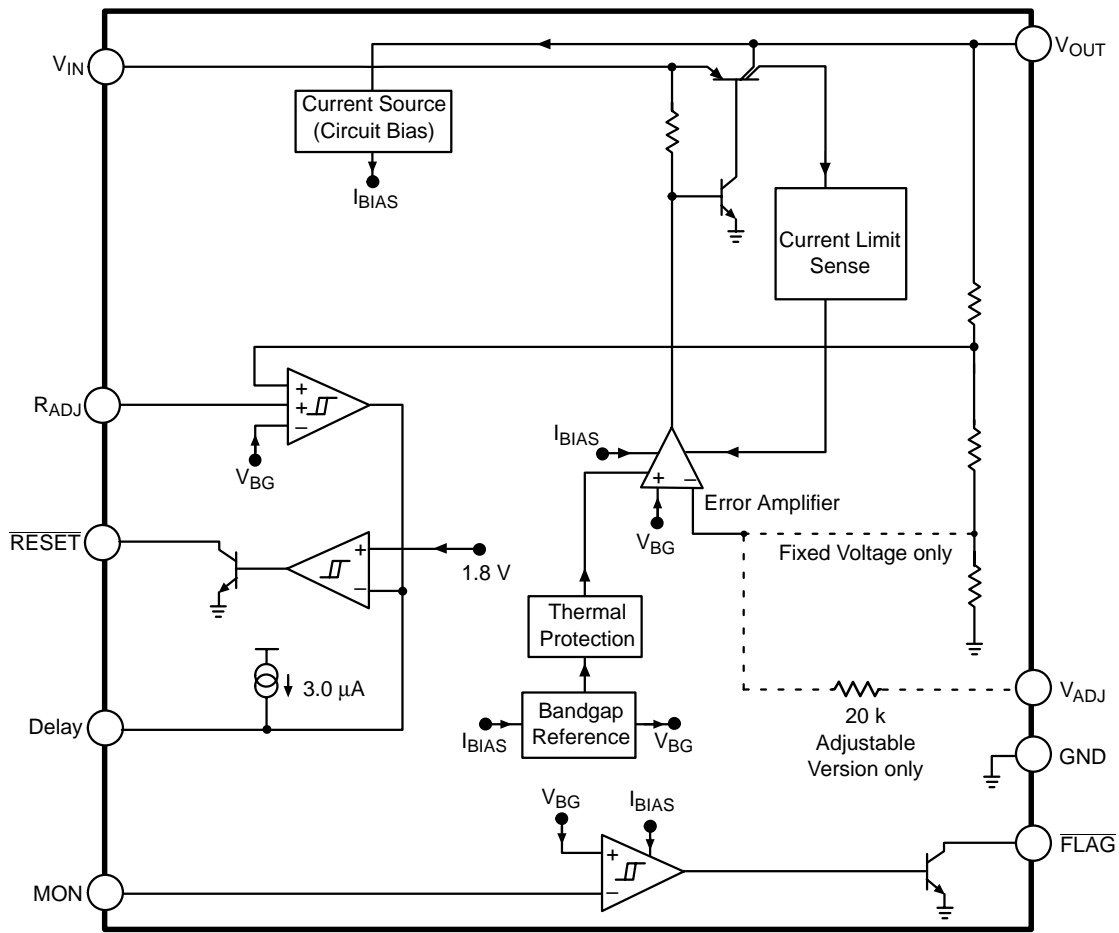 V_IN
Current Source
(Circuit Bias)
I_BIAS
V_OUT
Current Limit
Sense
R_ADJ
+
+
−
V_BG
I_BIAS
+
−
Error Amplifier
V_BG
Fixed Voltage only
RESET
+
−
1.8 V
Thermal
Protection
3.0 μA
Delay
I_BIAS
Bandgap
Reference
V_BG
20 k
Adjustable
Version only
V_ADJ
GND
V_BG
I_BIAS
+
−
FLAG
MON